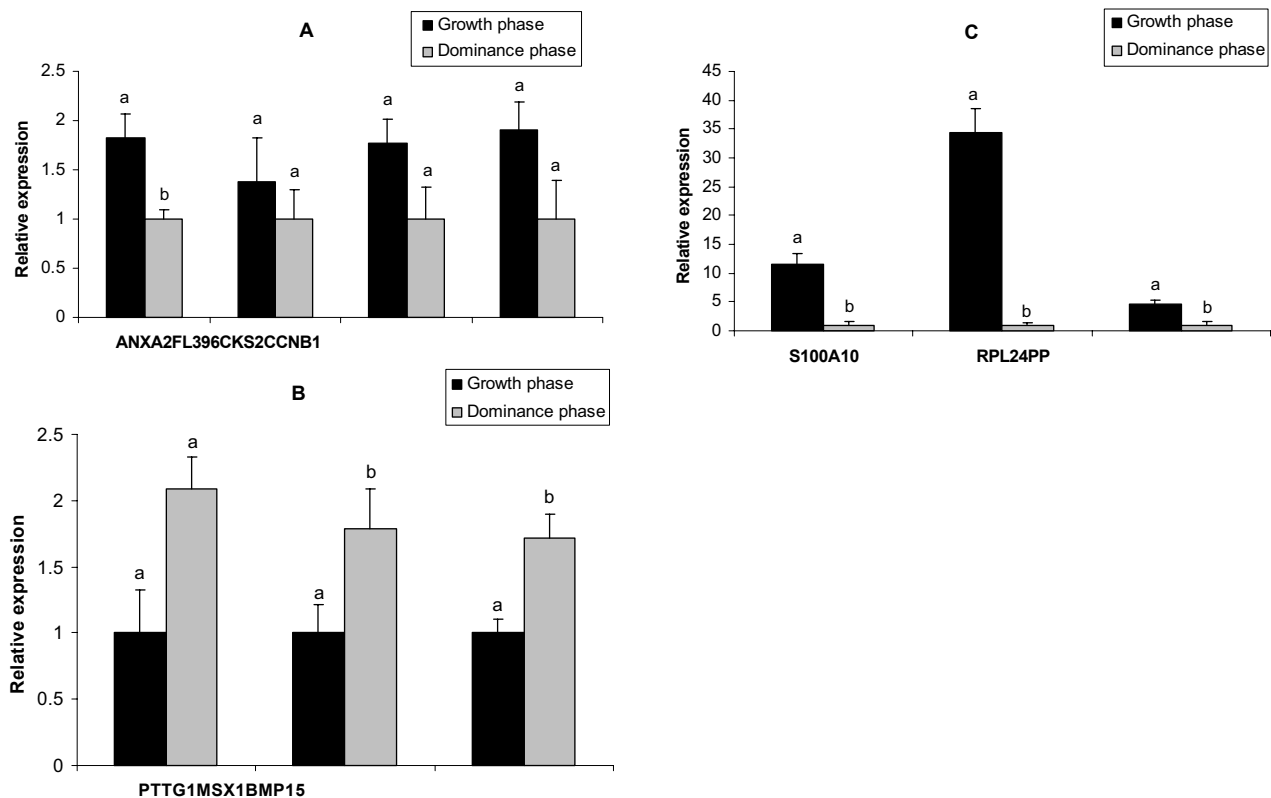 A
Growth phase
Dominance phase
Relative expression
2.5
2
1.5
1
0.5
0
a
b
a
a
a
a
a
a
ANXA2FL396CKS2CCNB1
B
Growth phase
Dominance phase
Relative expression
2.5
2
1.5
1
0.5
0
a
a
a
b
a
b
PTTG1MSX1BMP15
C
Growth phase
Dominance phase
Relative expression
45
40
35
30
25
20
15
10
5
0
a
b
a
b
a
b
S100A10 RPL24PP